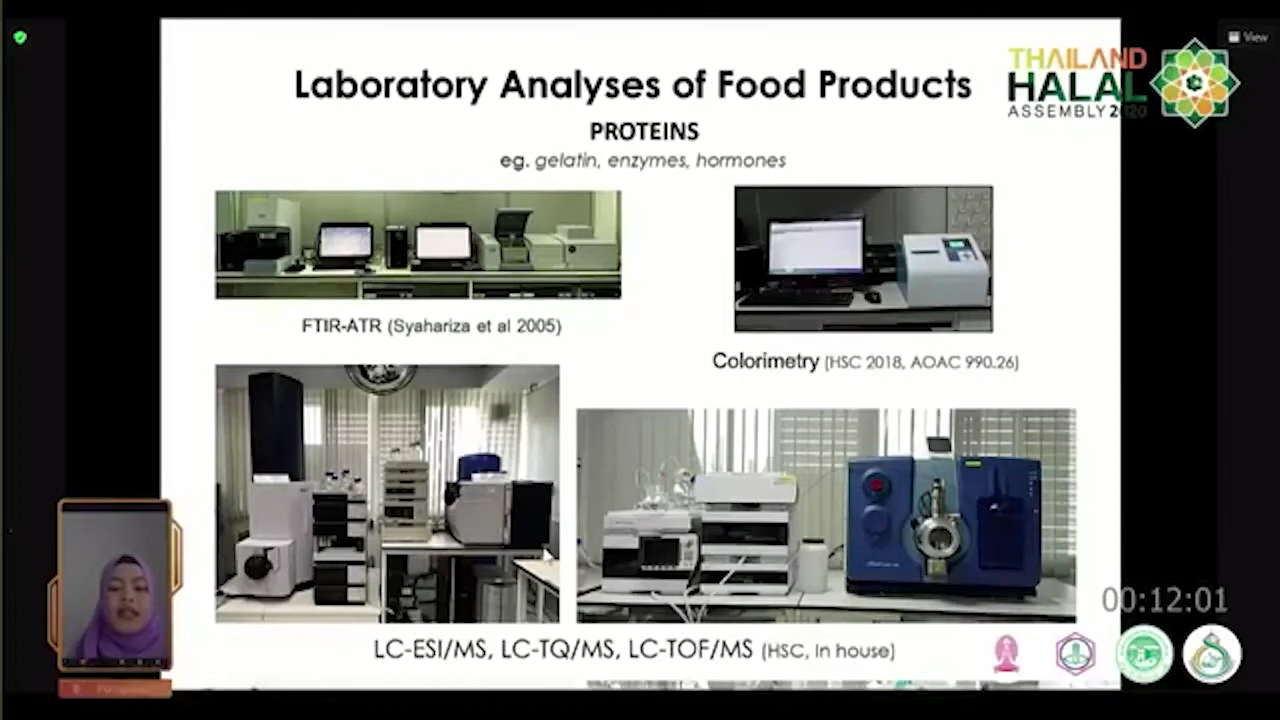 View
THAILAND
HALAL
ASSEMBLY 2020
Laboratory Analyses of Food Products
PROTEINS
eg. gelatin, enzymes, hormones
FTIR-ATR (Syahariza et al 2005)
Colorimetry (HSC 2018, AOAC 990.26)
00:12:01
LC-ESI/MS, LC-TQ/MS, LC-TOF/MS (HSC, In house)